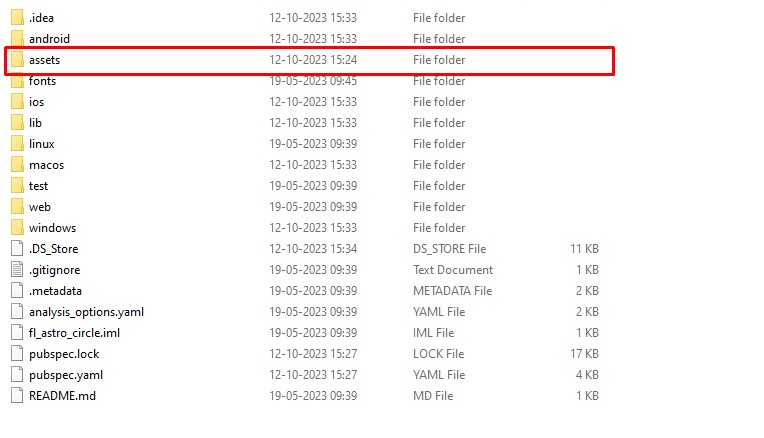 .idea 12-10-2023 15:33 File folder
android 12-10-2023 15:33 File folder
assets 12-10-2023 15:24 File folder
fonts 19-05-2023 09:45 File folder
ios 12-10-2023 15:33 File folder
lib 12-10-2023 15:33 File folder
linux 19-05-2023 09:39 File folder
macos 12-10-2023 15:33 File folder
test 19-05-2023 09:39 File folder
web 19-05-2023 09:39 File folder
windows 12-10-2023 15:33 File folder
.DS_Store 12-10-2023 15:34 DS_STORE File 11 KB
.gitignore 19-05-2023 09:39 Text Document 1 KB
.metadata 19-05-2023 09:39 METADATA File 2 KB
analysis_options.yaml 19-05-2023 09:39 YAML File 2 KB
fl_astro_circle.iml 19-05-2023 09:39 IML File 1 KB
pubspec.lock 12-10-2023 15:27 LOCK File 17 KB
pubspec.yaml 12-10-2023 15:27 YAML File 4 KB
README.md 19-05-2023 09:39 MD File 1 KB